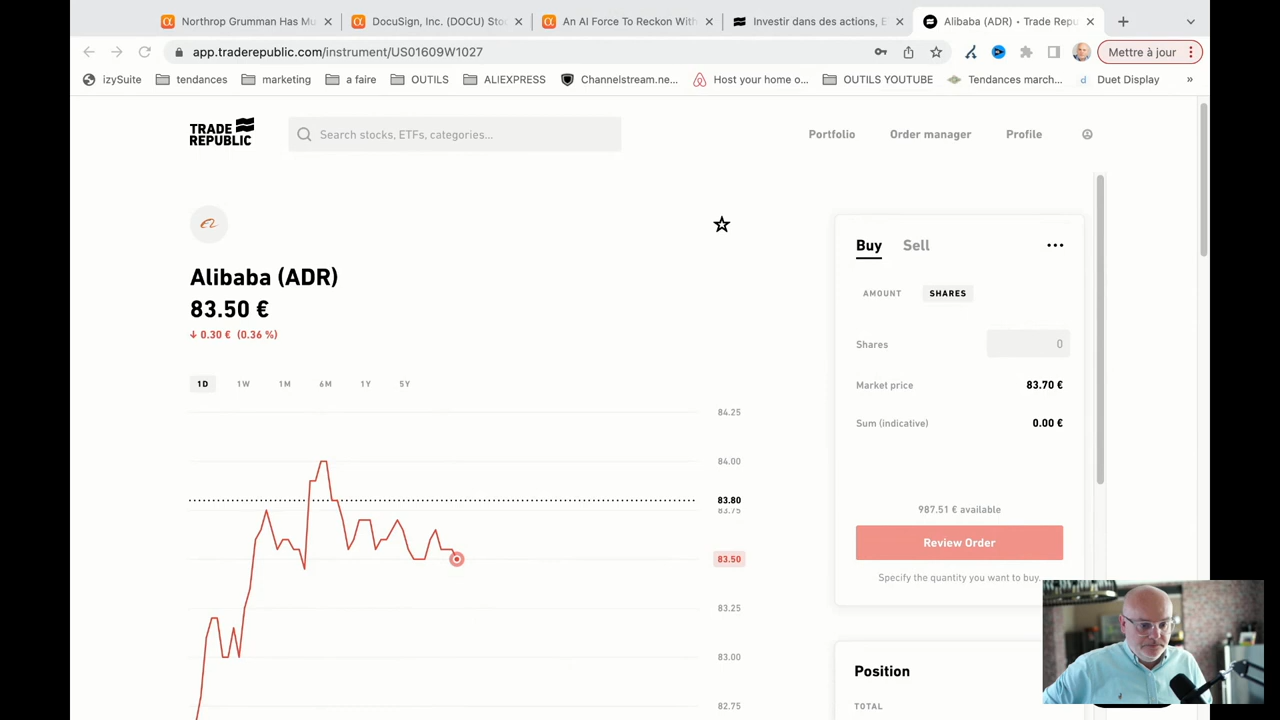 Northrop Grumman Has Mu
DocuSign, Inc. (DOCU) Stoc
An AI Force To Reckon With
Investir dans des actions, E
Alibaba (ADR) • Trade Repu
app.traderepublic.com/instrument/US01609W1027
Mettre à jour
izySuite
tendances
marketing
a faire
OUTILS
ALIEXPRESS
Channelstream.ne...
Host your home o...
OUTILS YOUTUBE
Tendances march...
Duet Display
»
TRADE
REPUBLIC
Search stocks, ETFs, categories...
Portfolio
Order manager
Profile
Alibaba (ADR)
83.50 €
↓ 0.30 € (0.36 %)
1D
1W
1M
6M
1Y
5Y
84.25
84.00
83.80
83.75
83.50
83.25
83.00
82.75
Buy
Sell
AMOUNT
SHARES
Shares
0
Market price
83.70 €
Sum (indicative)
0.00 €
987.51 € available
Review Order
Specify the quantity you want to buy.
Position
TOTAL